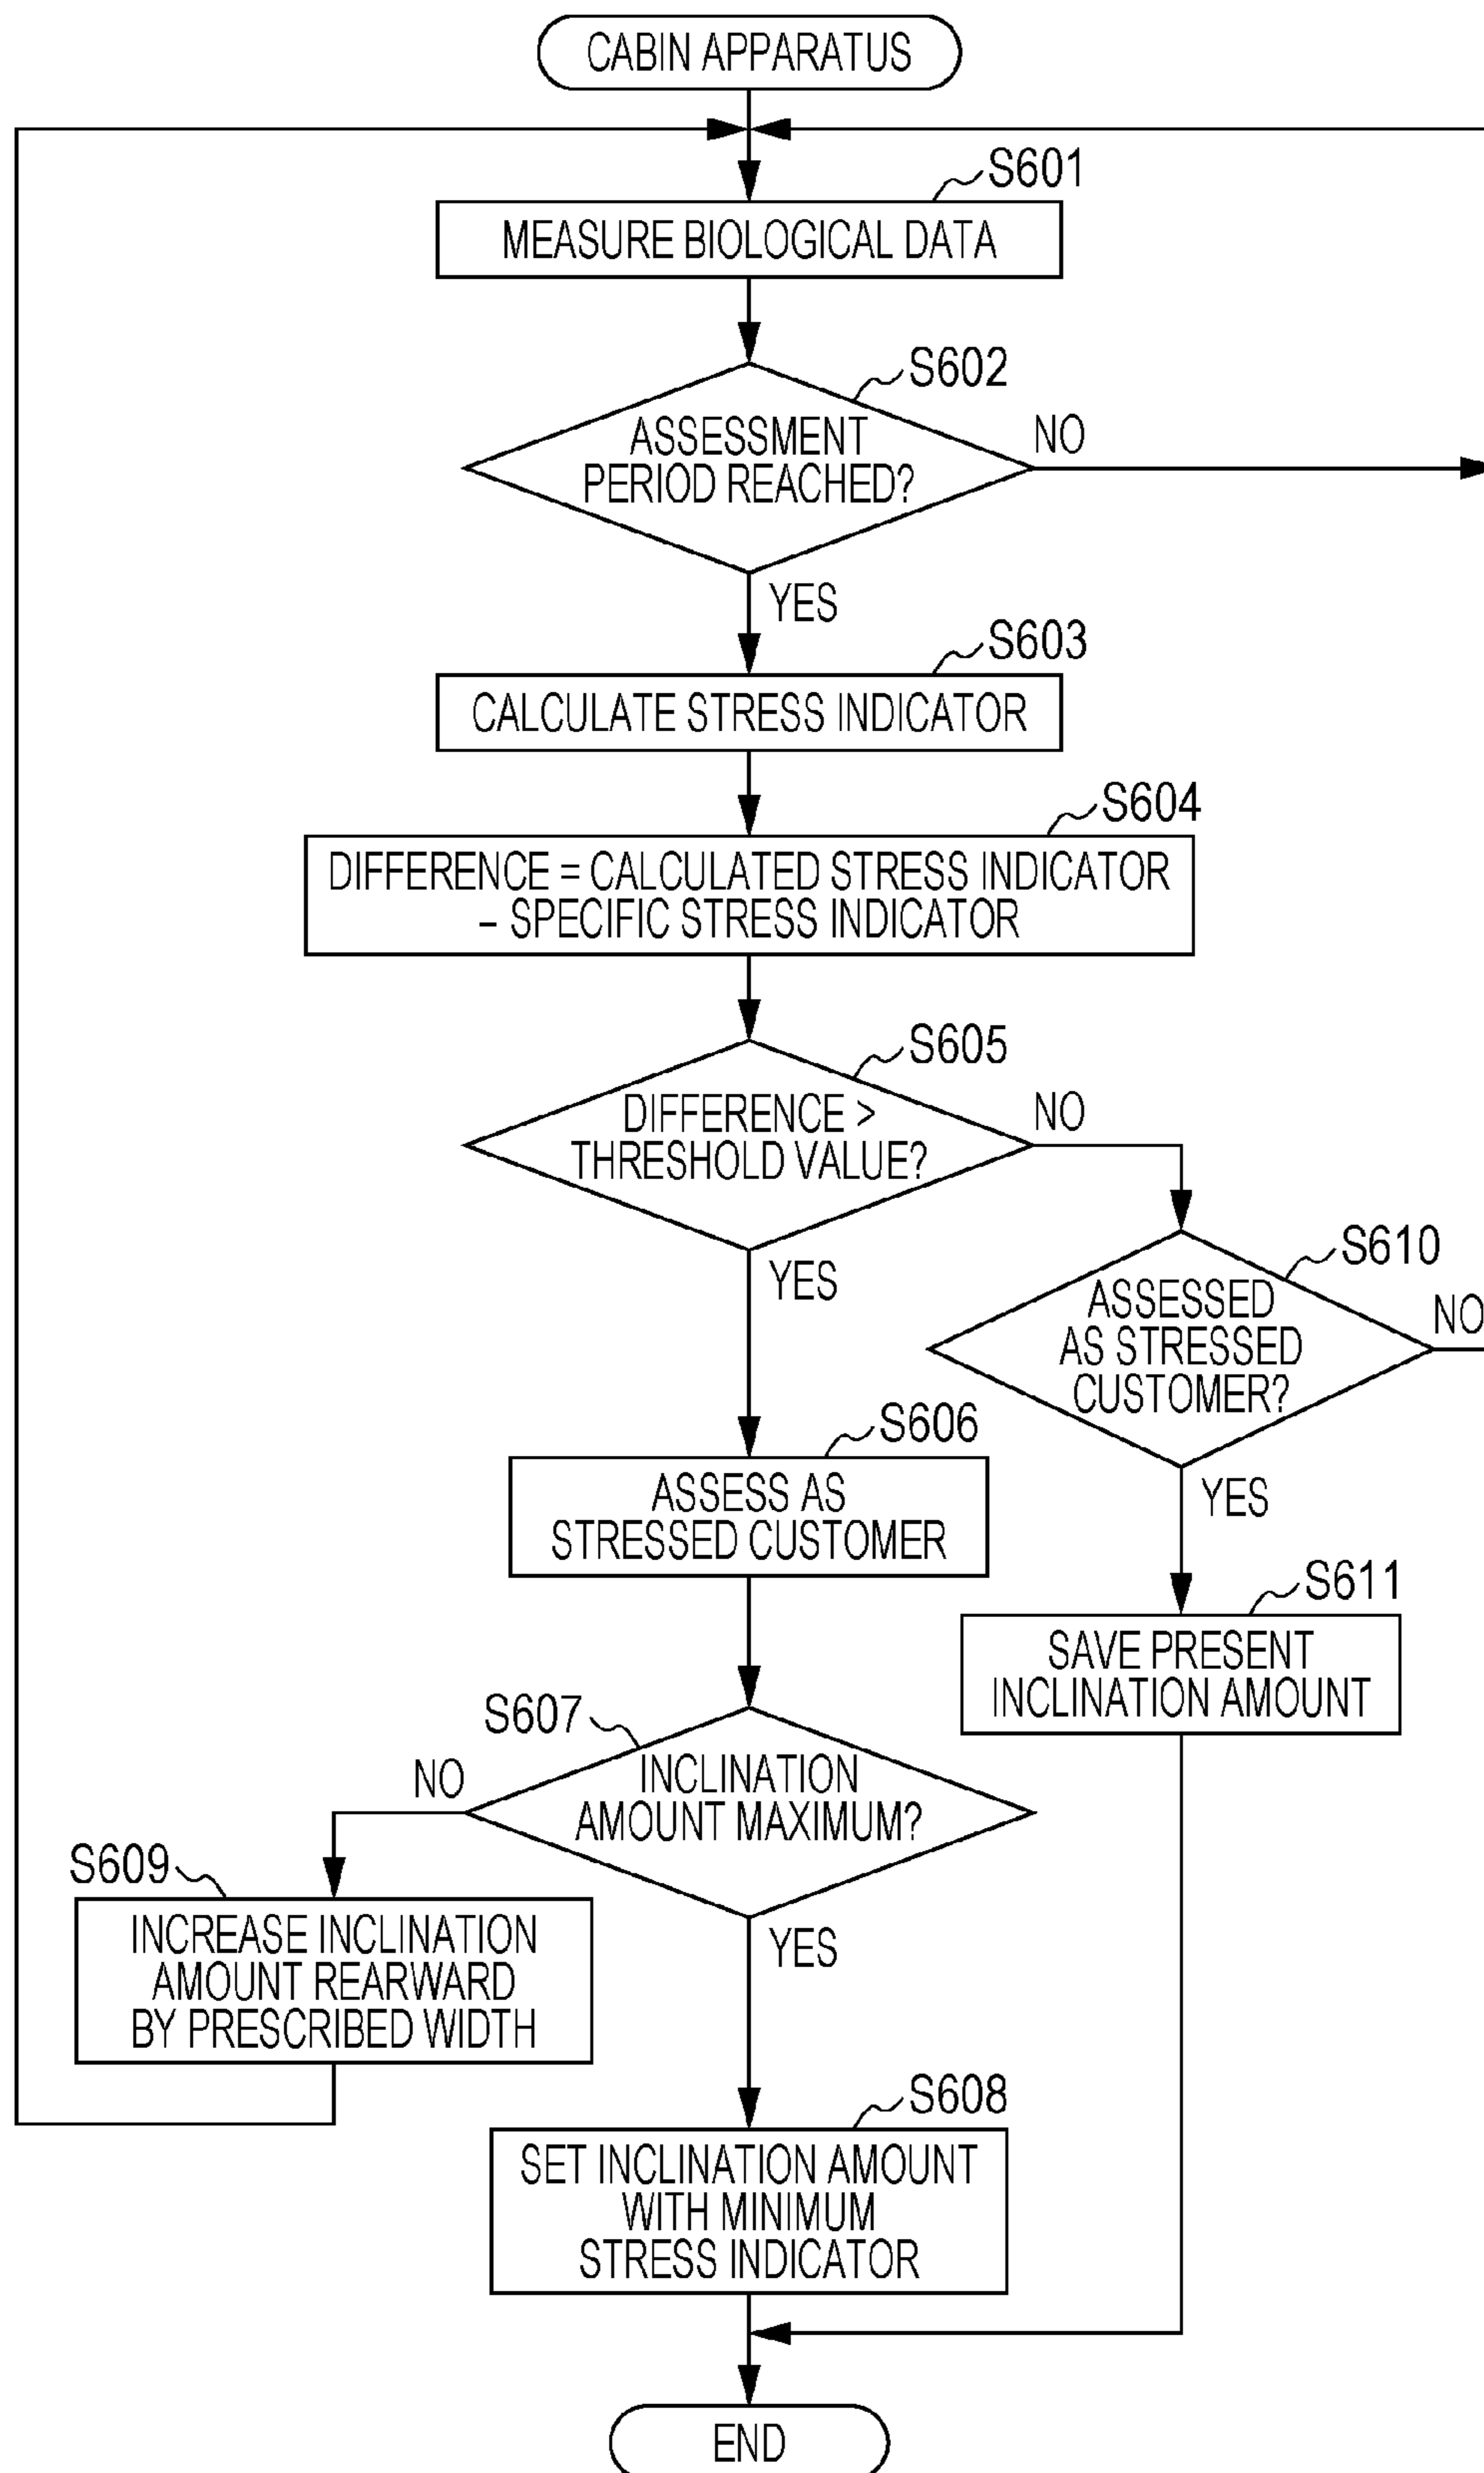 CABIN APPARATUS
S601
MEASURE BIOLOGICAL DATA
S602
ASSESSMENT
PERIOD REACHED?
NO
YES
S603
CALCULATE STRESS INDICATOR
S604
DIFFERENCE = CALCULATED STRESS INDICATOR
– SPECIFIC STRESS INDICATOR
S605
DIFFERENCE >
THRESHOLD VALUE?
NO
YES
S610
ASSESSED
AS STRESSED
CUSTOMER?
NO
YES
S606
ASSESS AS
STRESSED CUSTOMER
S611
SAVE PRESENT
INCLINATION AMOUNT
S607
INCLINATION
AMOUNT MAXIMUM?
NO
YES
S609
INCREASE INCLINATION
AMOUNT REARWARD
BY PRESCRIBED WIDTH
S608
SET INCLINATION AMOUNT
WITH MINIMUM
STRESS INDICATOR
END